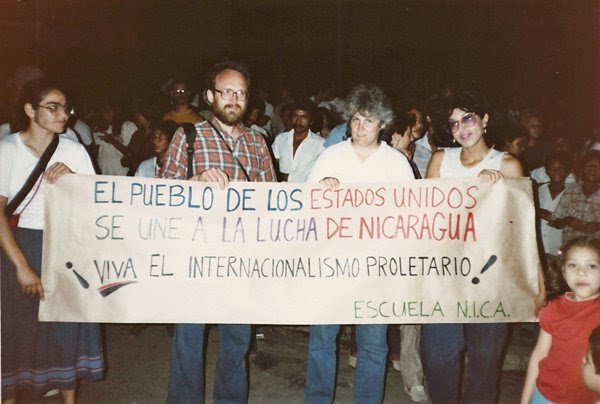 EL PUEBLO DE LOS ESTADOS UNIDOS
SE UNE A LA LUCHA DE NICARAGUA
¡VIVA EL INTERNACIONALISMO PROLETARIO!
ESCUELA N.I.C.A.